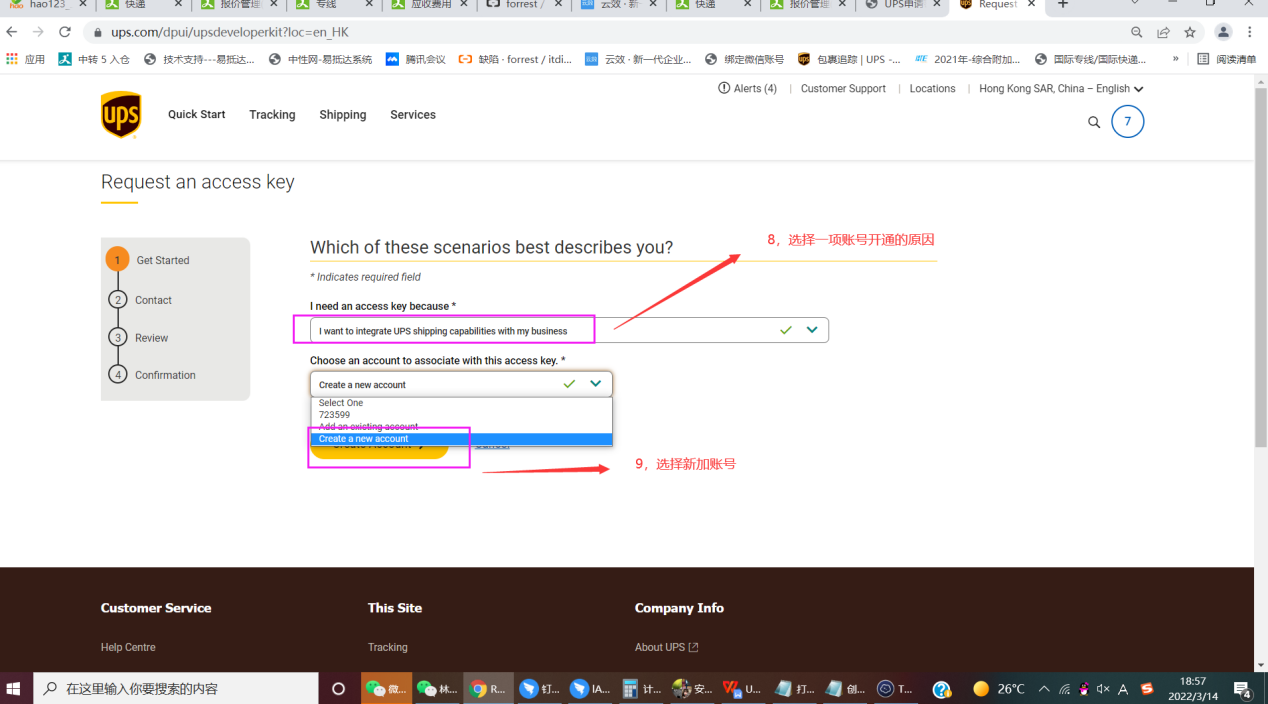 hao123_
快递
报价管理
专线
应收费用
forrest /
云效 · 新一
快递
报价管理
UPS申请
Request
ups.com/dpui/upsdeveloperkit?loc=en_HK
应用
中转 5 入仓
技术支持---易抵达...
中性网-易抵达系统
腾讯会议
缺陷 · forrest / itdi...
云效 · 新一代企业...
绑定微信账号
包裹追踪 | UPS -...
2021年-综合附加...
国际专线/国际快递...
»
阅读清单
Alerts (4)
Customer Support
Locations
Hong Kong SAR, China – English
ups
Quick Start
Tracking
Shipping
Services
7
Request an access key
1 Get Started
2 Contact
3 Review
4 Confirmation
Which of these scenarios best describes you?
8，选择一项账号开通的原因
* Indicates required field
I need an access key because *
I want to integrate UPS shipping capabilities with my business
Choose an account to associate with this access key. *
Create a new account
Select One
723599
Add an existing account
Create a new account
9，选择新加账号
Customer Service
This Site
Company Info
Help Centre
Tracking
About UPS
在这里输入你要搜索的内容
微...
林...
R...
钉...
IA...
计...
安...
U...
打...
创...
T...
26°C
A
18:57
2022/3/14
4